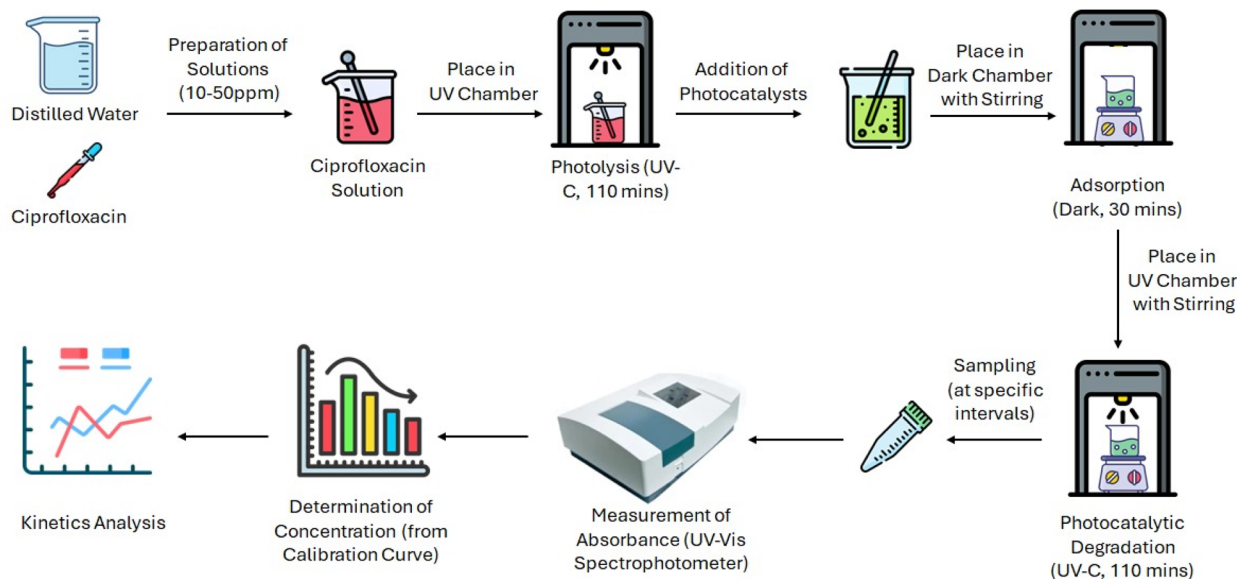 Distilled Water
Ciprofloxacin
Preparation of
Solutions
(10-50ppm)
Ciprofloxacin
Solution
Place in
UV Chamber
Photolysis (UV-
C, 110 mins)
Addition of
Photocatalysts
Place in
Dark Chamber
with Stirring
Adsorption
(Dark, 30 mins)
Place in
UV Chamber
with Stirring
Photocatalytic
Degradation
(UV-C, 110 mins)
Sampling
(at specific
intervals)
Measurement of
Absorbance (UV-Vis
Spectrophotometer)
Determination of
Concentration (from
Calibration Curve)
Kinetics Analysis